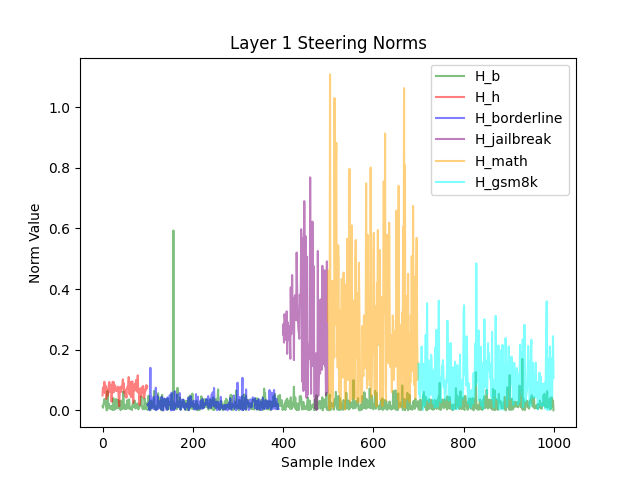 Layer 1 Steering Norms
H_b
H_h
H_borderline
H_jailbreak
H_math
H_gsm8k
Norm Value
1.0
0.8
0.6
0.4
0.2
0.0
0
200
400
600
800
1000
Sample Index